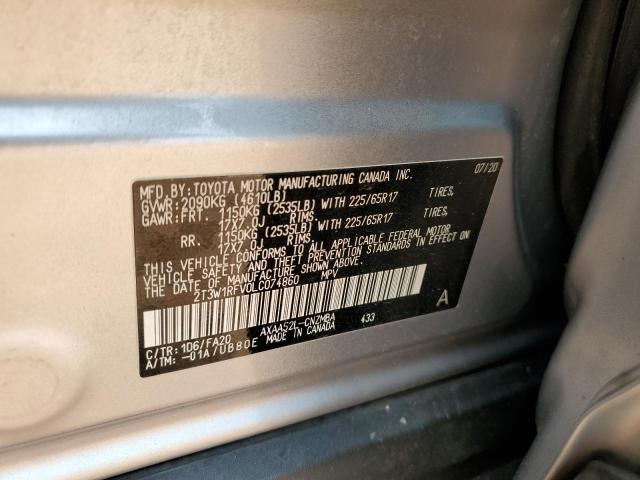 MFD. BY: TOYOTA MOTOR MANUFACTURING CANADA INC. 07/20
GVWR: 2090KG (4610LB)
GAWR: FRT. 1150KG (2535LB) WITH 225/65R17 TIRES,
17X7.0J RIMS,
RR. 1150KG (2535LB) WITH 225/65R17 TIRES,
17X7.0J RIMS,
THIS VEHICLE CONFORMS TO ALL APPLICABLE FEDERAL MOTOR
VEHICLE SAFETY AND THEFT PREVENTION STANDARDS IN EFFECT ON
THE DATE OF MANUFACTURE SHOWN ABOVE.
2T3W1RFV0LC074860 MPV
A
AXAA52L-CNZMBA 433
C/TR: 1D6/FA20 MADE IN CANADA
A/TM: -01A/UB80E